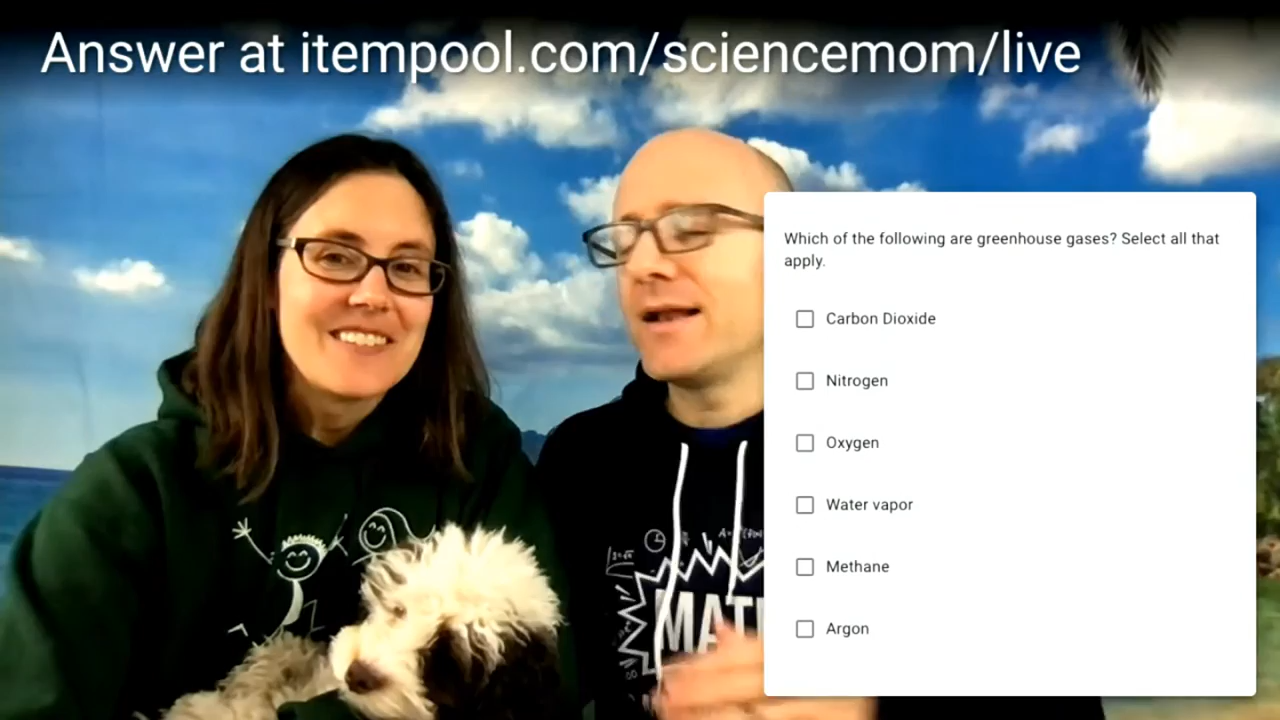 Answer at itempool.com/sciencemom/live
Which of the following are greenhouse gases? Select all that
apply.
Carbon Dioxide
Nitrogen
Oxygen
Water vapor
Methane
Argon